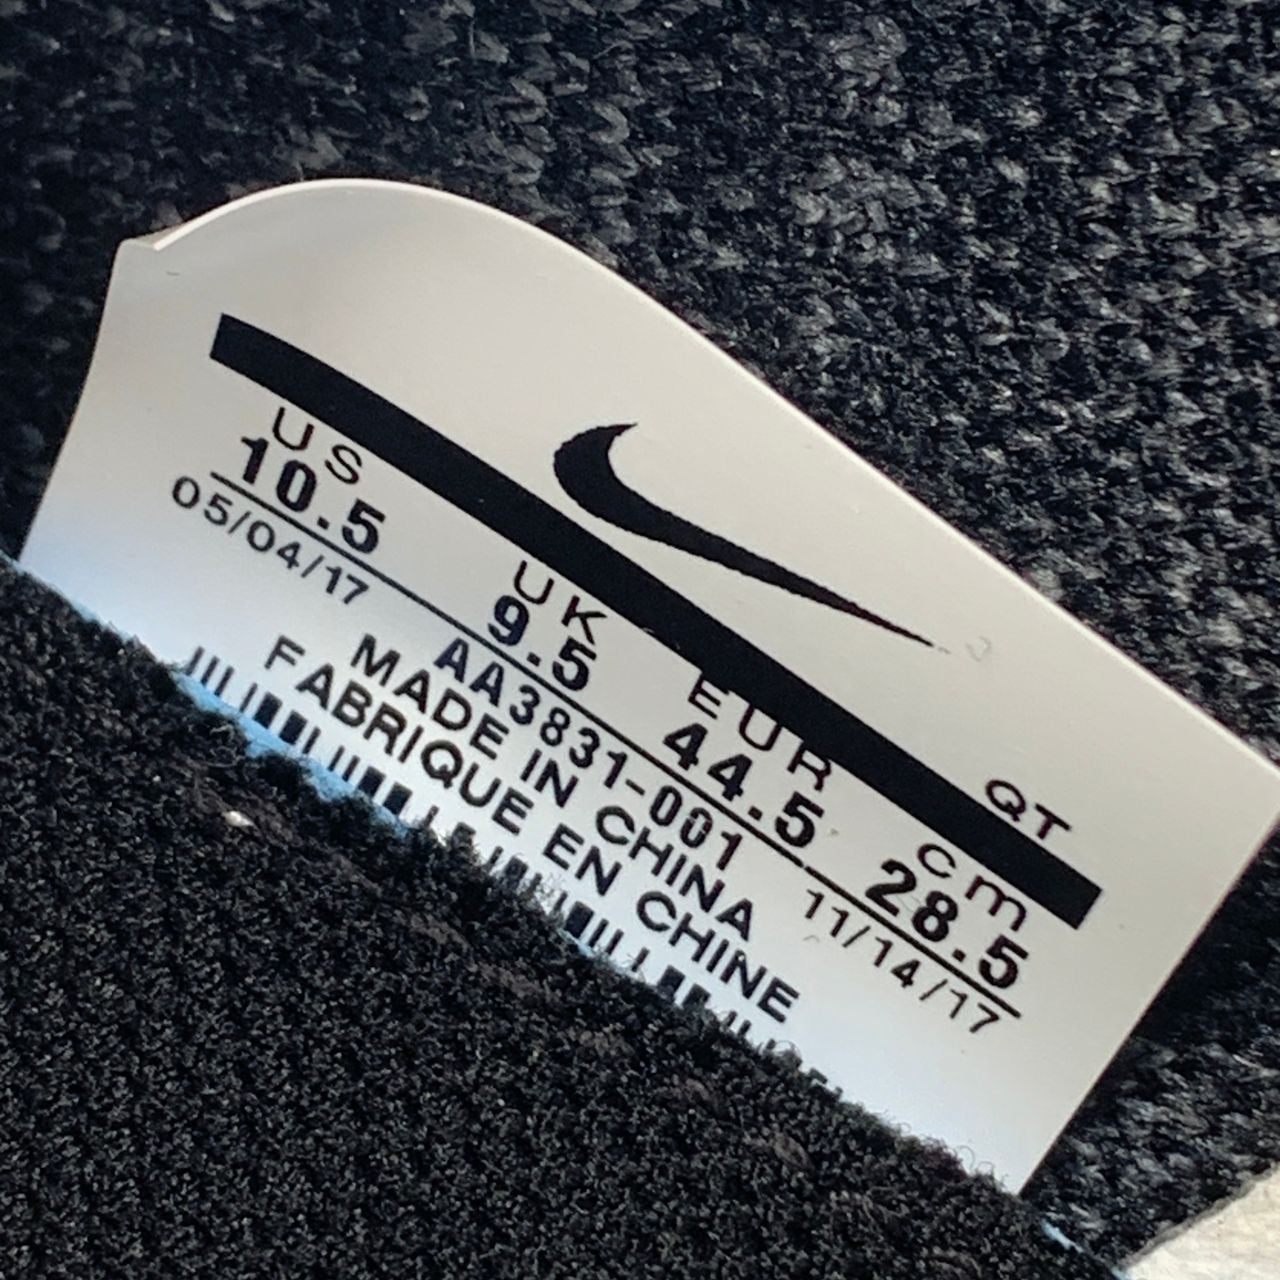 QT
US UK EUR cm
10.5 9.5 44.5 28.5
05/04/17 AA3831-001 11/14/17
MADE IN CHINA
FABRIQUE EN CHINE